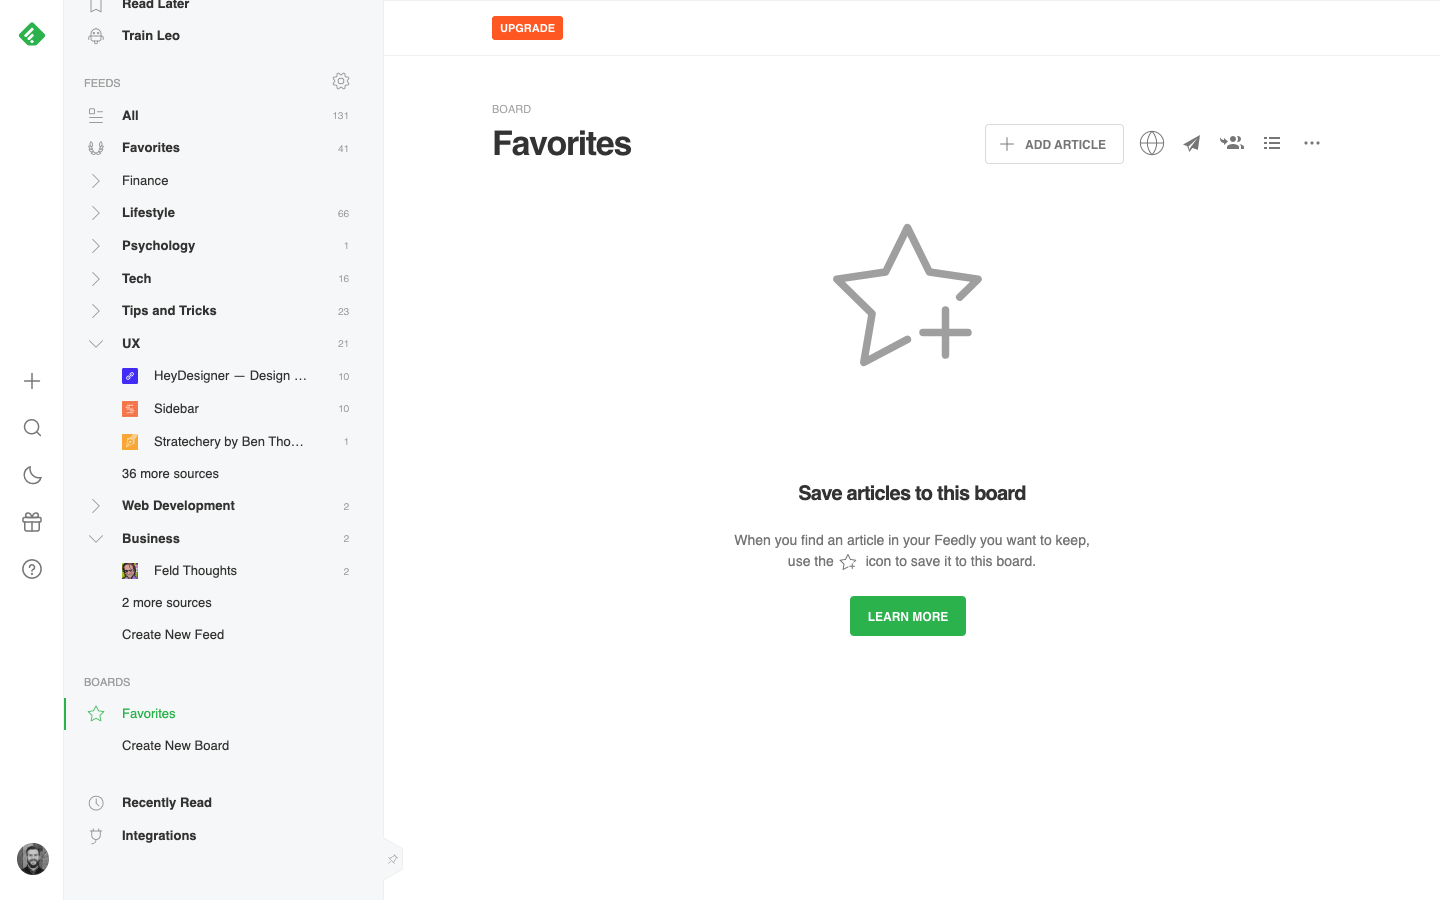 Read Later
Train Leo
FEEDS
All 131
Favorites 41
Finance
Lifestyle 66
Psychology 1
Tech 16
Tips and Tricks 23
UX 21
HeyDesigner — Design ... 10
Sidebar 10
Stratechery by Ben Tho... 1
36 more sources
Web Development 2
Business 2
Feld Thoughts 2
2 more sources
Create New Feed
BOARDS
Favorites
Create New Board
Recently Read
Integrations
UPGRADE
BOARD
Favorites
ADD ARTICLE
Save articles to this board
When you find an article in your Feedly you want to keep,
use the icon to save it to this board.
LEARN MORE